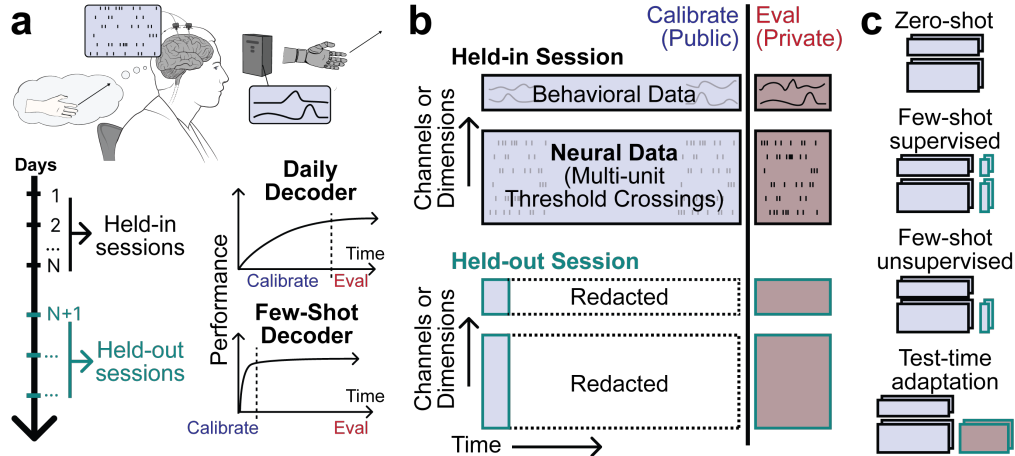 a
Days
1
2
...
N
Held-in
sessions
N+1
...
...
Held-out
sessions
Performance
Daily
Decoder
Time
Calibrate
Eval
Few-Shot
Decoder
Time
Calibrate
Eval
b
Calibrate
(Public)
Eval
(Private)
Held-in Session
Channels or
Dimensions
Behavioral Data
Neural Data
(Multi-unit
Threshold Crossings)
Held-out Session
Channels or
Dimensions
Redacted
Redacted
Time
c
Zero-shot
Few-shot
supervised
Few-shot
unsupervised
Test-time
adaptation